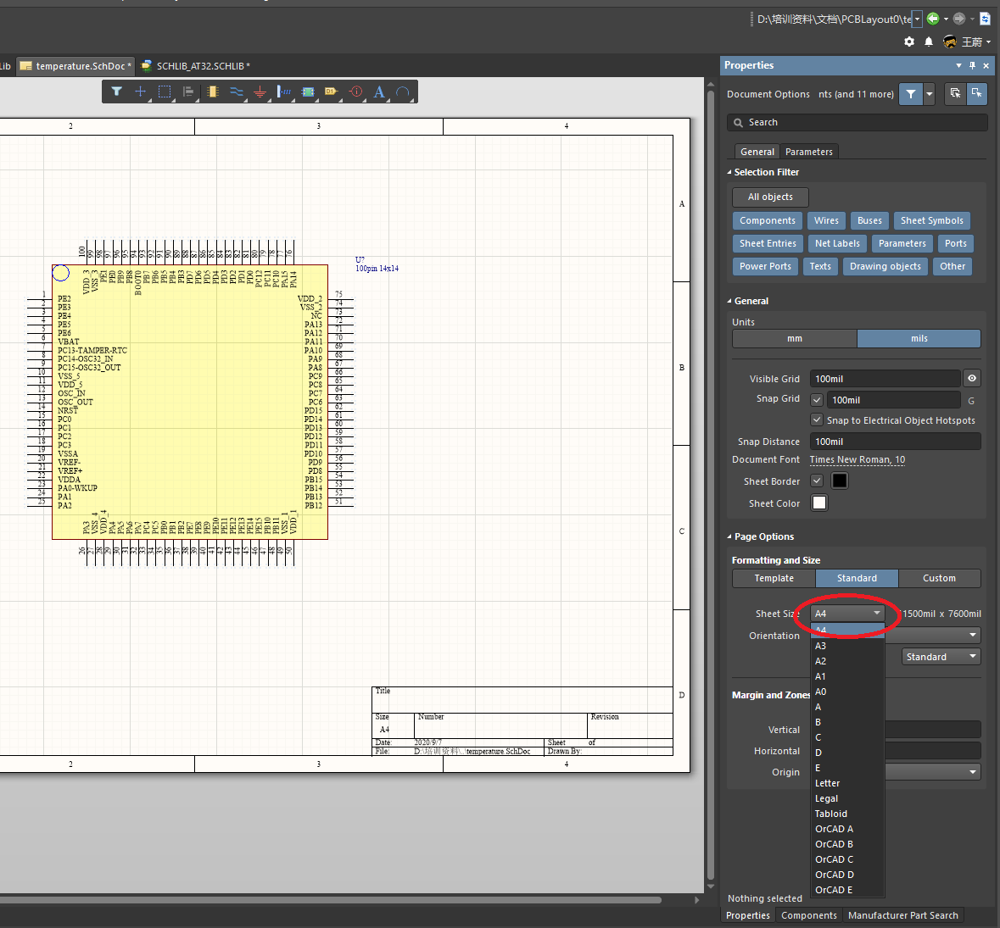 D:\培训资料\文档\PCBLayout0\te
王蔚
Lib
temperature.SchDoc *
SCHLIB_AT32.SCHLIB *
Properties
Document Options
nts (and 11 more)
Search
General
Parameters
Selection Filter
All objects
Components
Wires
Buses
Sheet Symbols
Sheet Entries
Net Labels
Parameters
Ports
Power Ports
Texts
Drawing objects
Other
General
Units
mm
mils
Visible Grid
100mil
Snap Grid
100mil
G
Snap to Electrical Object Hotspots
Snap Distance
100mil
Document Font
Times New Roman, 10
Sheet Border
Sheet Color
Page Options
Formatting and Size
Template
Standard
Custom
A4
1500mil x 7600mil
Orientation
A4
A3
A2
A1
A0
A
B
C
D
E
Letter
Legal
Tabloid
OrCAD A
OrCAD B
OrCAD C
OrCAD D
OrCAD E
Standard
Margin and Zones
Vertical
Horizontal
Origin
Nothing selected
Properties
Components
Manufacturer Part Search
2
3
4
A
B
C
D
U?
100pin 14x14
100
99
98
97
96
95
94
93
92
91
90
89
88
87
86
85
84
83
82
81
80
79
78
77
76
VDD_3
VSS_3
PE1
PE0
PB9
PB8
BOOT0
PB7
PB6
PB5
PB4
PB3
PD7
PD6
PD5
PD4
PD3
PD2
PD1
PD0
PC12
PC11
PC10
PA15
PA14
1 PE2
2 PE3
3 PE4
4 PE5
5 PE6
6 VBAT
7 PC13-TAMPER-RTC
8 PC14-OSC32_IN
9 PC15-OSC32_OUT
10 VSS_5
11 VDD_5
12 OSC_IN
13 OSC_OUT
14 NRST
15 PC0
16 PC1
17 PC2
18 PC3
19 VSSA
20 VREF-
21 VREF+
22 VDDA
23 PA0-WKUP
24 PA1
25 PA2
VDD_2 75
VSS_2 74
NC 73
PA13 72
PA12 71
PA11 70
PA10 69
PA9 68
PA8 67
PC9 66
PC8 65
PC7 64
PC6 63
PD15 62
PD14 61
PD13 60
PD12 59
PD11 58
PD10 57
PD9 56
PD8 55
PB15 54
PB14 53
PB13 52
PB12 51
PA3
VSS_4
VDD_4
PA4
PA5
PA6
PA7
PC4
PC5
PB0
PB1
PB2
PE7
PE8
PE9
PE10
PE11
PE12
PE13
PE14
PE15
PB10
PB11
VSS_1
VDD_1
26
27
28
29
30
31
32
33
34
35
36
37
38
39
40
41
42
43
44
45
46
47
48
49
50
Title
Size
A4
Number
Revision
Date:
2020/9/7
Sheet of
File:
D:\培训资料\..\temperature.SchDoc
Drawn By:
2
3
4